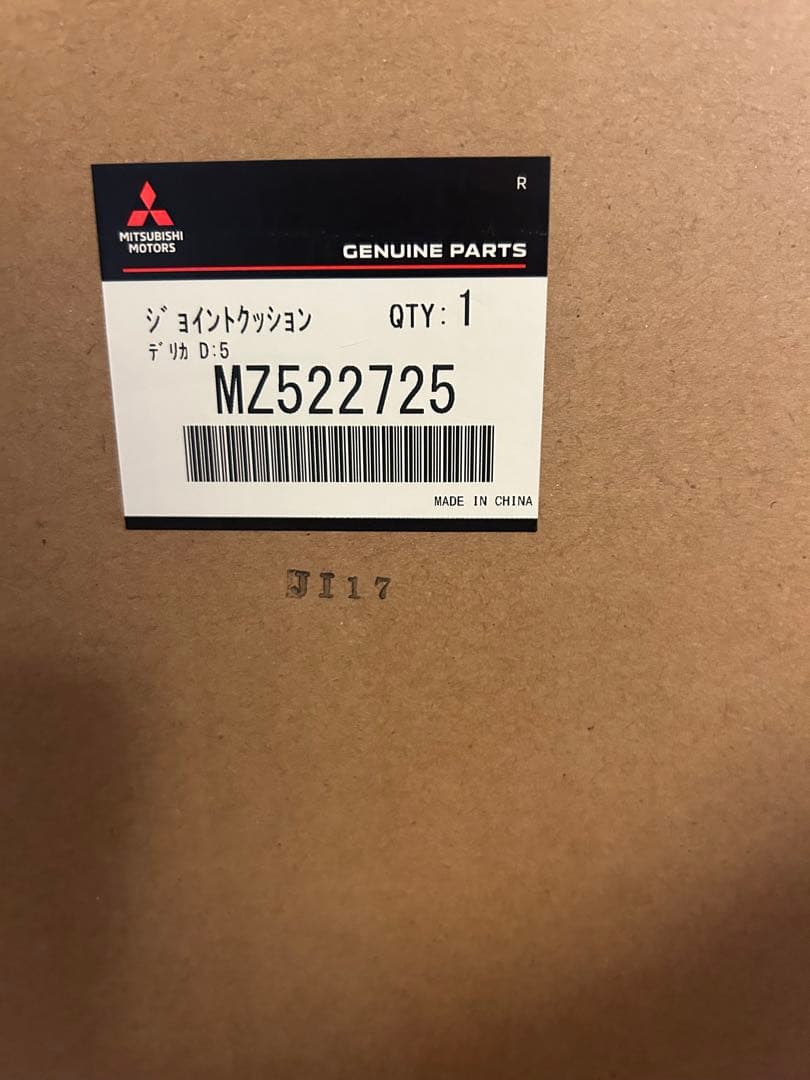 R
MITSUBISHI
MOTORS
GENUINE PARTS
ジョイントクッション QTY: 1
デリカ D:5
MZ522725
MADE IN CHINA
JI17